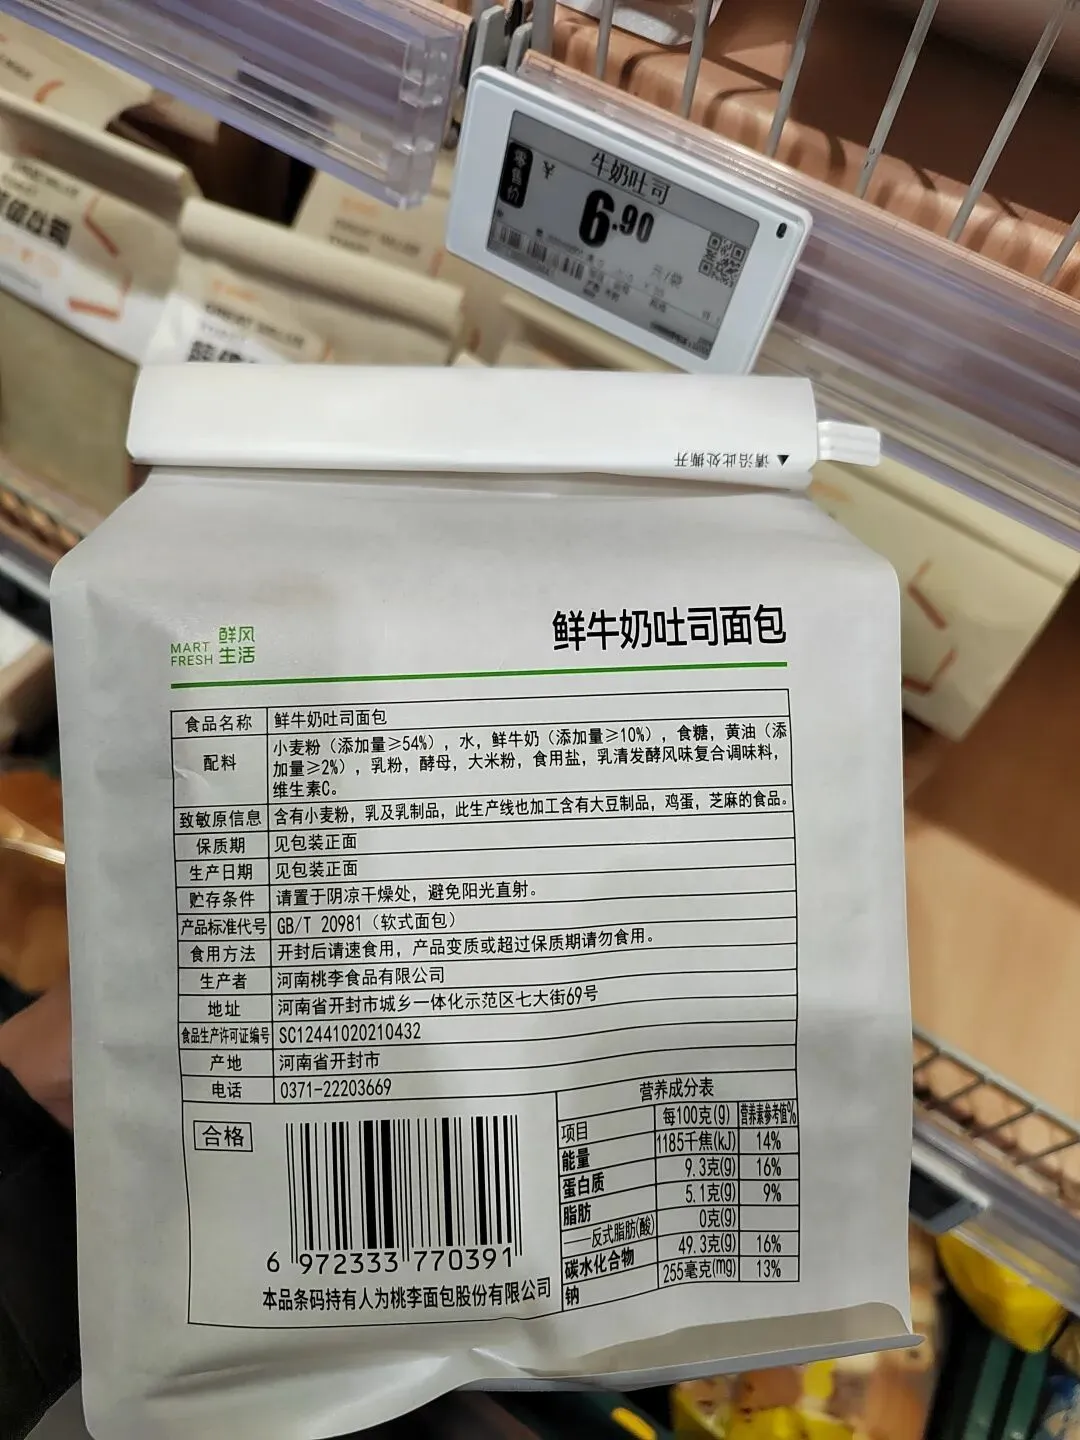 牛奶吐司
零售价
¥
6.90
元/袋
▲请沿此处撕开
MART FRESH
鲜风生活
鲜牛奶吐司面包
食品名称 鲜牛奶吐司面包
配料 小麦粉（添加量≥54%），水，鲜牛奶（添加量≥10%），食糖，黄油（添
加量≥2%），乳粉，酵母，大米粉，食用盐，乳清发酵风味复合调味料，
维生素C。
致敏原信息 含有小麦粉，乳及乳制品，此生产线也加工含有大豆制品，鸡蛋，芝麻的食品。
保质期 见包装正面
生产日期 见包装正面
贮存条件 请置于阴凉干燥处，避免阳光直射。
产品标准代号 GB/T 20981（软式面包）
食用方法 开封后请速食用，产品变质或超过保质期请勿食用。
生产者 河南桃李食品有限公司
地址 河南省开封市城乡一体化示范区七大街69号
食品生产许可证编号 SC12441020210432
产地 河南省开封市
电话 0371-22203669
合格
6 972333 770391
本品条码持有人为桃李面包股份有限公司
营养成分表
项目 每100克(g) 营养素参考值%
能量 1185千焦(kJ) 14%
蛋白质 9.3克(g) 16%
脂肪 5.1克(g) 9%
——反式脂肪(酸) 0克(g)
碳水化合物 49.3克(g) 16%
钠 255毫克(mg) 13%